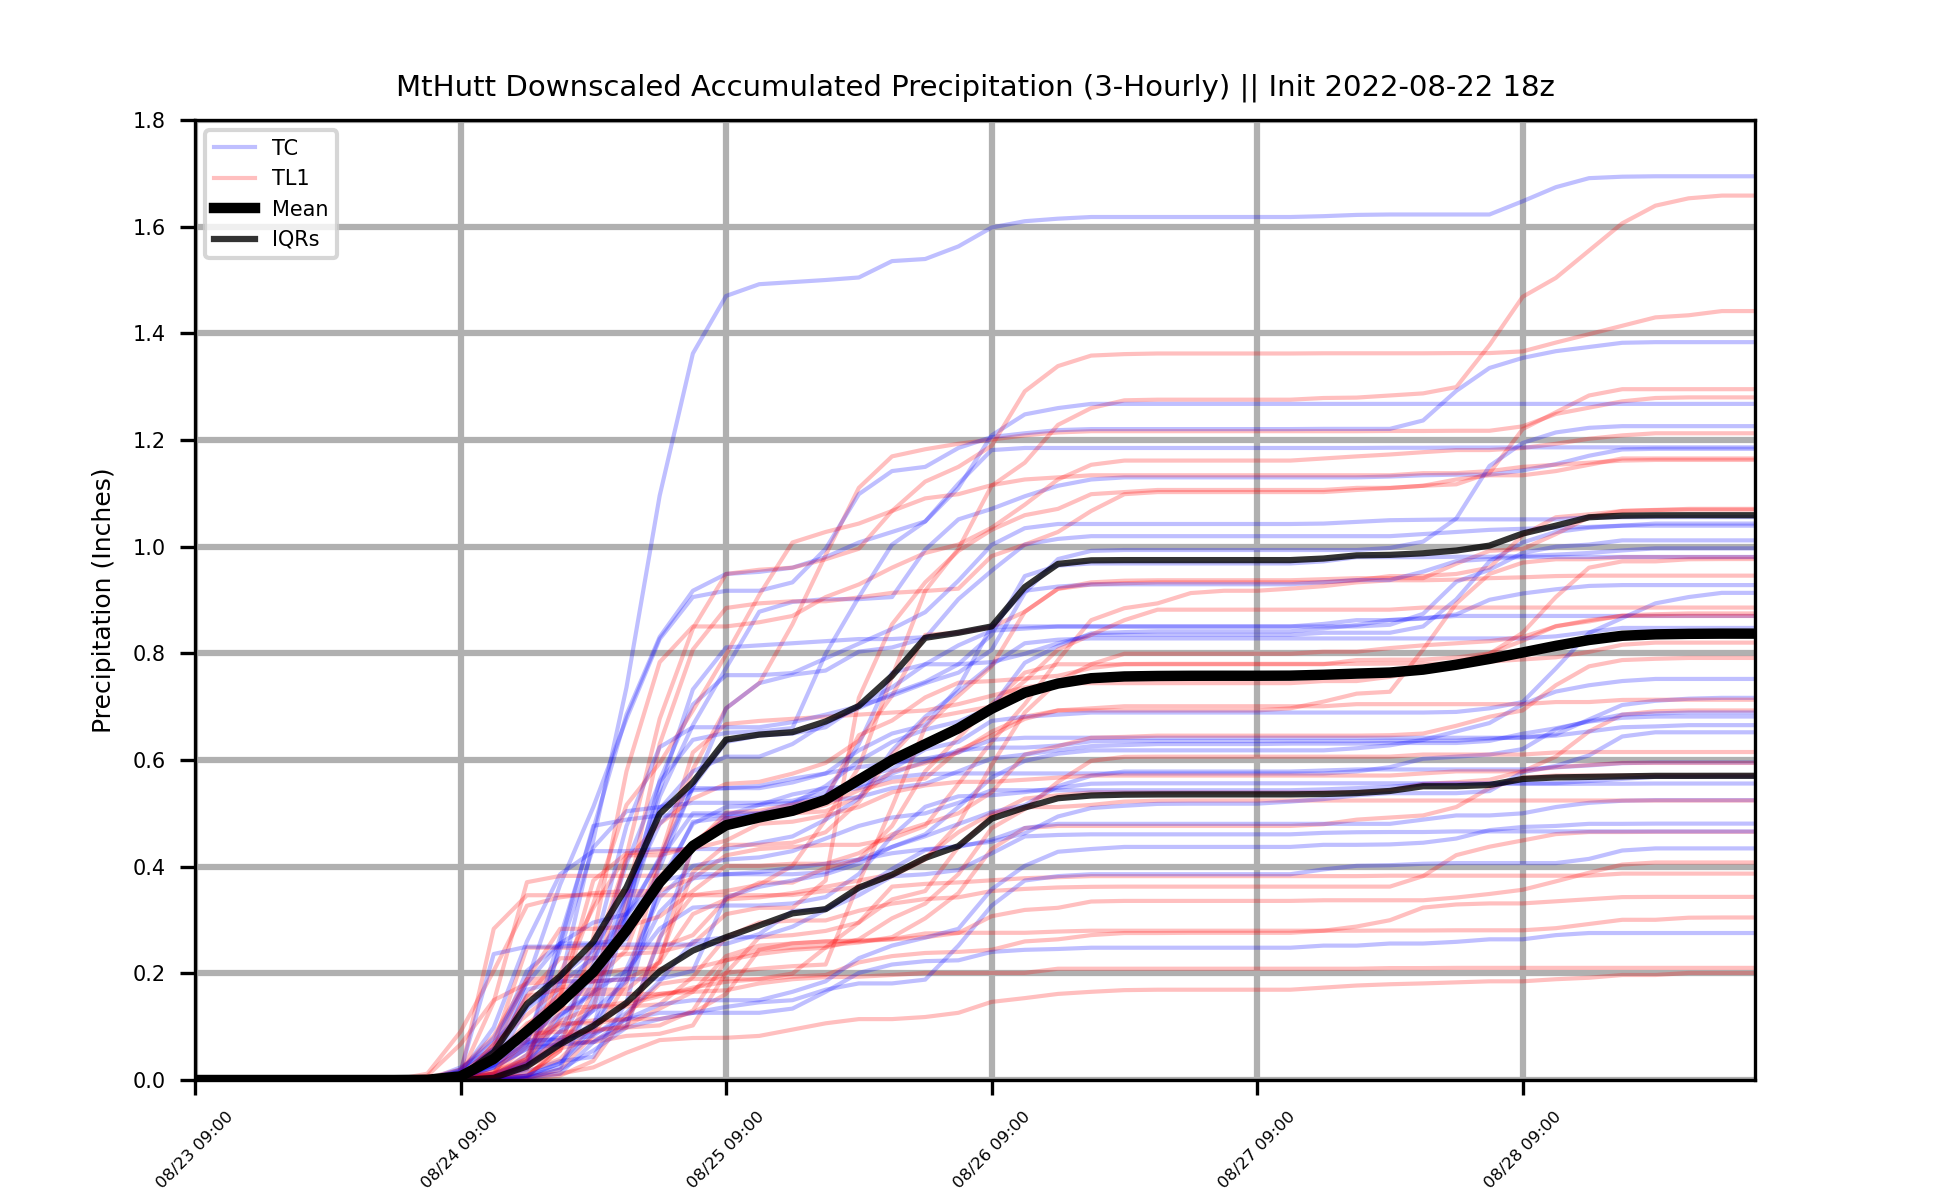 MtHutt Downscaled Accumulated Precipitation (3-Hourly) || Init 2022-08-22 18z
Precipitation (Inches)
1.8
1.6
1.4
1.2
1.0
0.8
0.6
0.4
0.2
0.0
TC
TL1
Mean
IQRs
08/23 09:00
08/24 09:00
08/25 09:00
08/26 09:00
08/27 09:00
08/28 09:00